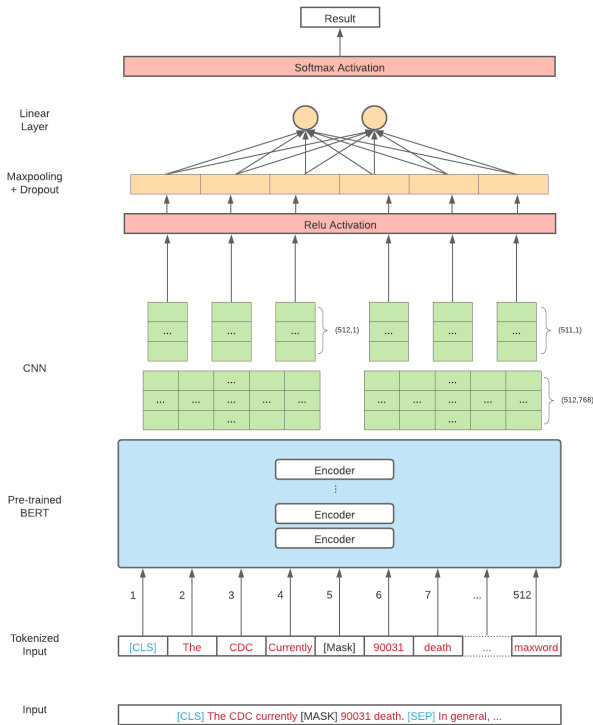 Result
Softmax Activation
Linear
Layer
Maxpooling
+ Dropout
Relu Activation
... ... ... (512,1) ... ... ... (511,1)
CNN
... ...
... ... ... ... ... ... ... ... ... ... (512,768)
... ...
Pre-trained
BERT
Encoder
...
Encoder
Encoder
1 2 3 4 5 6 7 ... 512
Tokenized
Input
[CLS] The CDC Currently [Mask] 90031 death ... maxword
Input
[CLS] The CDC currently [MASK] 90031 death. [SEP] In general, ...